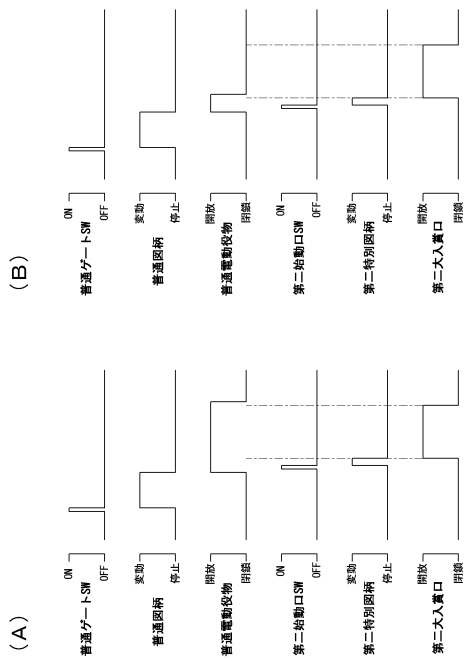 (A)
普通ゲートSW
ON
OFF
普通図柄
変動
停止
普通電動役物
開放
閉鎖
第二始動口SW
ON
OFF
第二特別図柄
変動
停止
第二大入賞口
開放
閉鎖
(B)
普通ゲートSW
ON
OFF
普通図柄
変動
停止
普通電動役物
開放
閉鎖
第二始動口SW
ON
OFF
第二特別図柄
変動
停止
第二大入賞口
開放
閉鎖